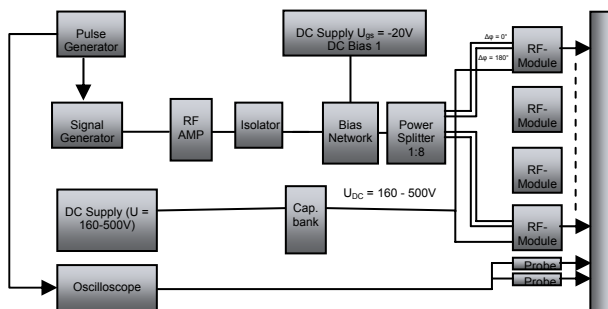 Pulse
Generator
DC Supply Ugs = -20V
DC Bias 1
Δφ = 0°
Δφ = 180°
RF-
Module
Signal
Generator
RF
AMP
Isolator
Bias
Network
Power
Splitter
1:8
RF-
Module
RF-
Module
DC Supply (U =
160-500V)
Cap.
bank
UDC = 160 - 500V
RF-
Module
Oscilloscope
Probe
Probe